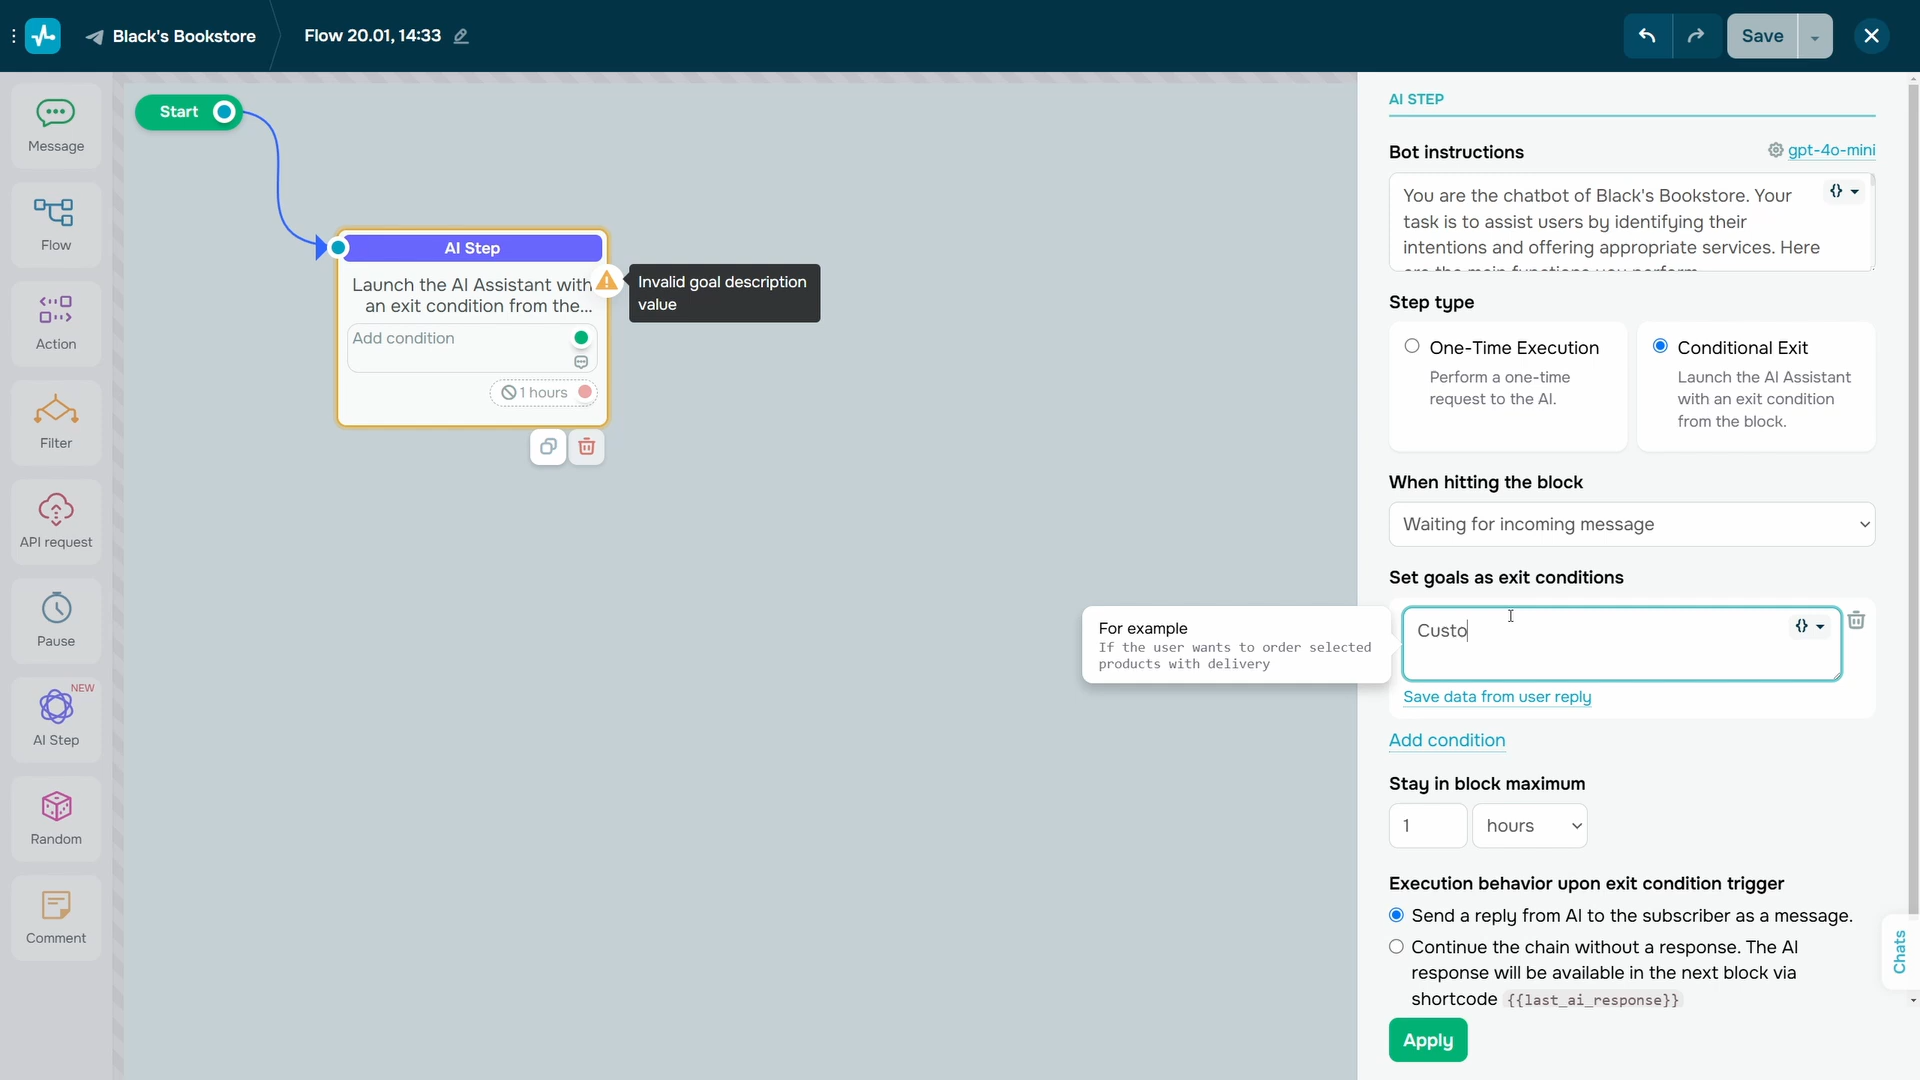 Black's Bookstore
Flow 20.01, 14:33
Save
Message
Flow
Action
Filter
API request
Pause
NEW
AI Step
Random
Comment
Start
AI Step
Launch the AI Assistant with
an exit condition from the...
Add condition
1 hours
Invalid goal description
value
AI STEP
Bot instructions
gpt-4o-mini
You are the chatbot of Black's Bookstore. Your
{}
task is to assist users by identifying their
intentions and offering appropriate services. Here
are the main functions you perform
Step type
One-Time Execution
Perform a one-time
request to the AI.
Conditional Exit
Launch the AI Assistant
with an exit condition
from the block.
When hitting the block
Waiting for incoming message
Set goals as exit conditions
For example
If the user wants to order selected
products with delivery
Custo
{}
Save data from user reply
Add condition
Stay in block maximum
1
hours
Execution behavior upon exit condition trigger
Send a reply from AI to the subscriber as a message.
Continue the chain without a response. The AI
response will be available in the next block via
shortcode {{last_ai_response}}
Apply
Chats